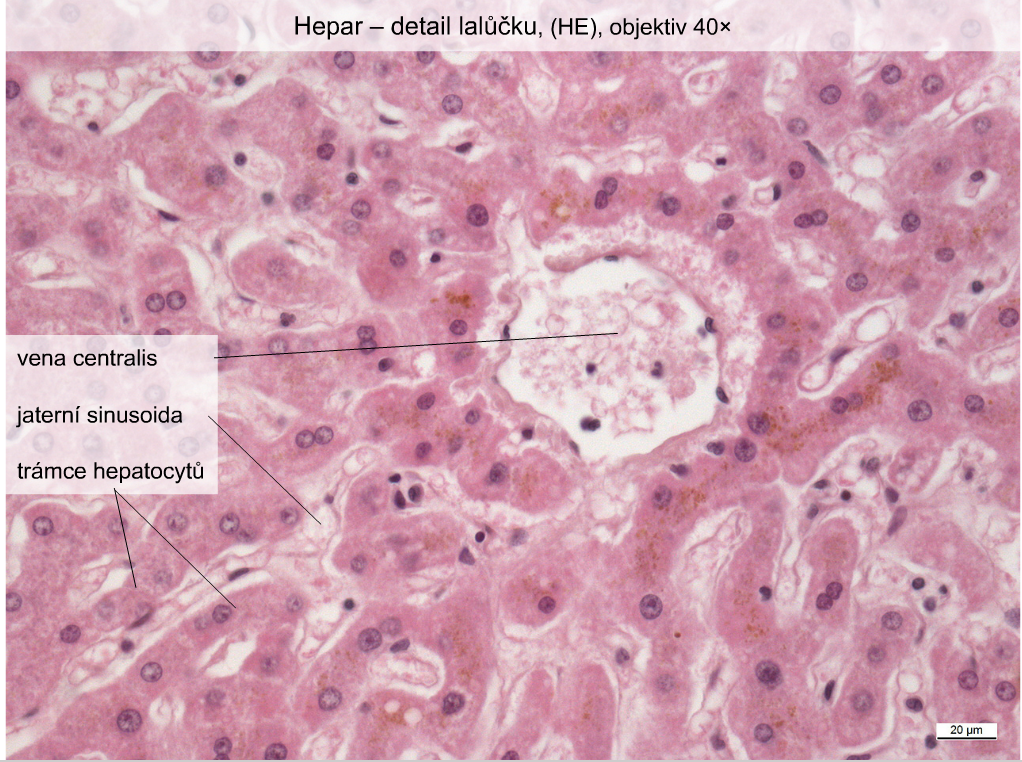 Hepar – detail lalůčku, (HE), objektiv 40×
vena centralis
jaterní sinusoida
trámce hepatocytů
20 µm